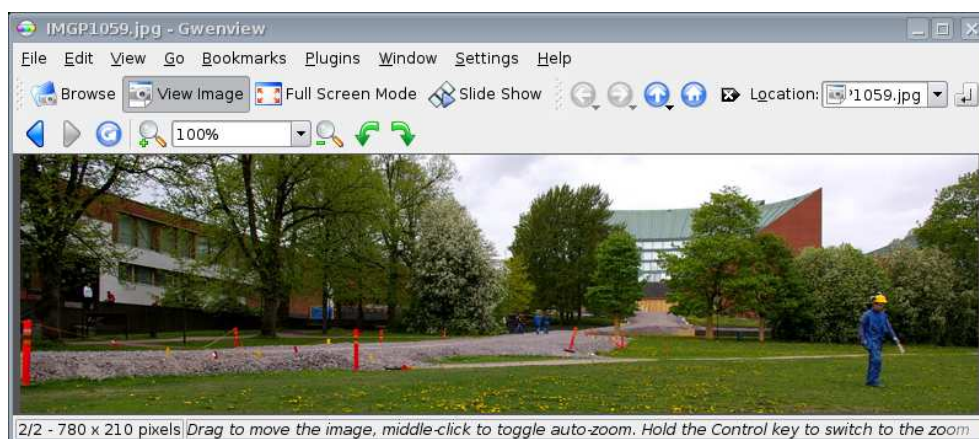 IMGP1059.jpg - Gwenview
File Edit View Go Bookmarks Plugins Window Settings Help
Browse View Image Full Screen Mode Slide Show Location: 1059.jpg
100%
2/2 - 780 x 210 pixels Drag to move the image, middle-click to toggle auto-zoom. Hold the Control key to switch to the zoom